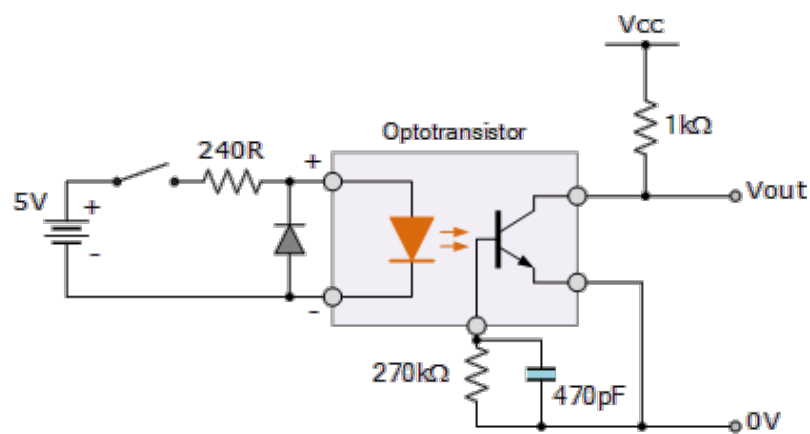 Vcc
1kΩ
Optotransistor
240R
+
5V
+
-
-
Vout
270kΩ
470pF
0V